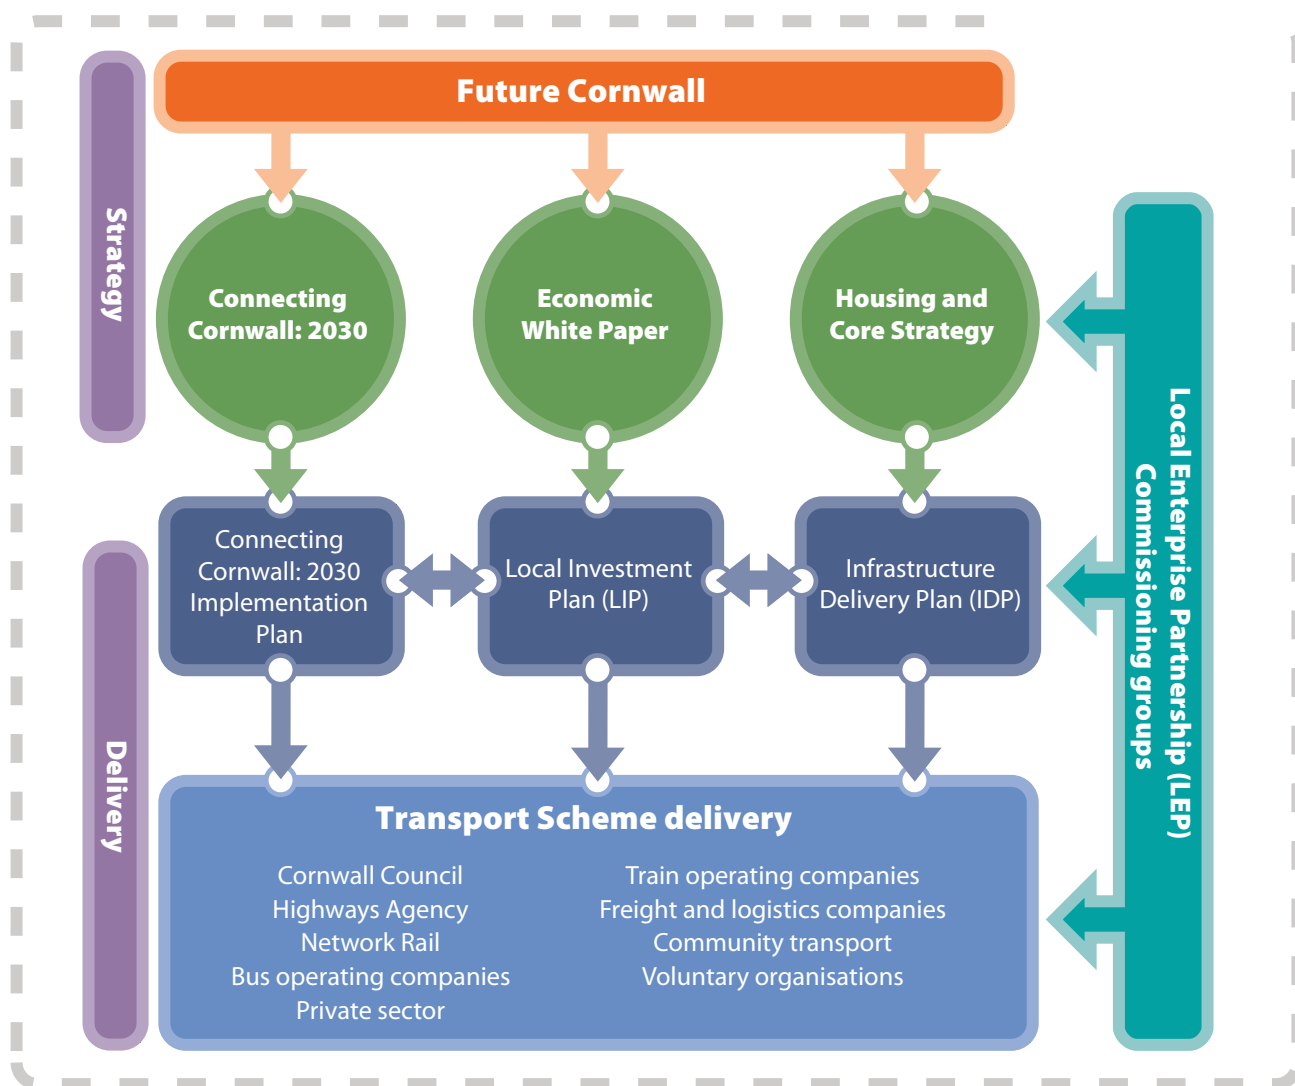 Future Cornwall
Strategy
Connecting
Cornwall: 2030
Economic
White Paper
Housing and
Core Strategy
Local Enterprise Partnership (LEP)
Commissioning groups
Delivery
Connecting
Cornwall: 2030
Implementation
Plan
Local Investment
Plan (LIP)
Infrastructure
Delivery Plan (IDP)
Transport Scheme delivery
Cornwall Council
Highways Agency
Network Rail
Bus operating companies
Private sector
Train operating companies
Freight and logistics companies
Community transport
Voluntary organisations